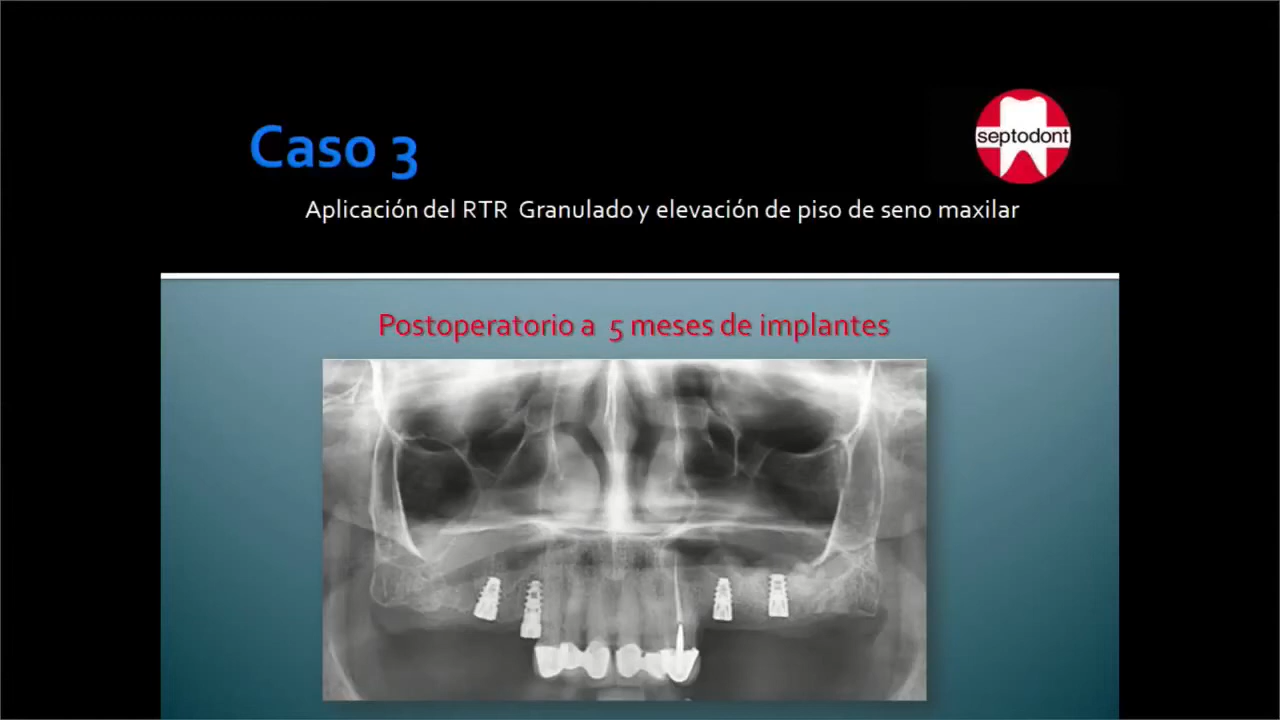 Caso 3
septodont
Aplicación del RTR Granulado y elevación de piso de seno maxilar
Postoperatorio a 5 meses de implantes